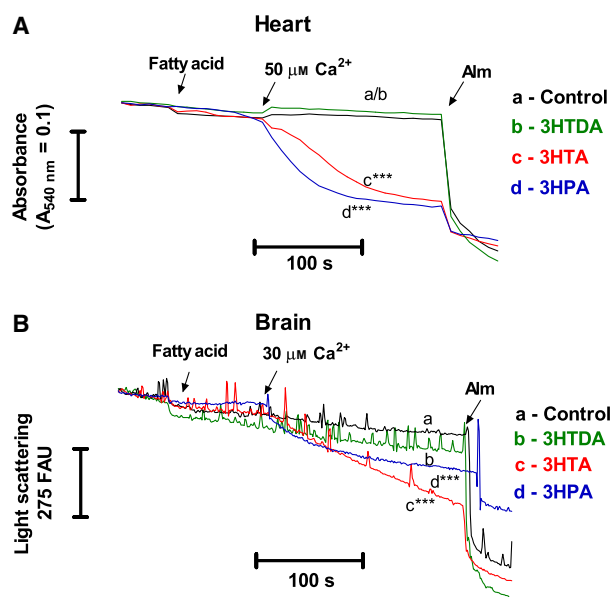 A
Heart
Fatty acid
50 μM Ca²⁺
Alm
a/b
a - Control
b - 3HTDA
c - 3HTA
d - 3HPA
c***
d***
Absorbance
(A₅₄₀ ₙₘ = 0.1)
100 s
B
Brain
Fatty acid
30 μM Ca²⁺
Alm
a
b
d***
c***
a - Control
b - 3HTDA
c - 3HTA
d - 3HPA
Light scattering
275 FAU
100 s